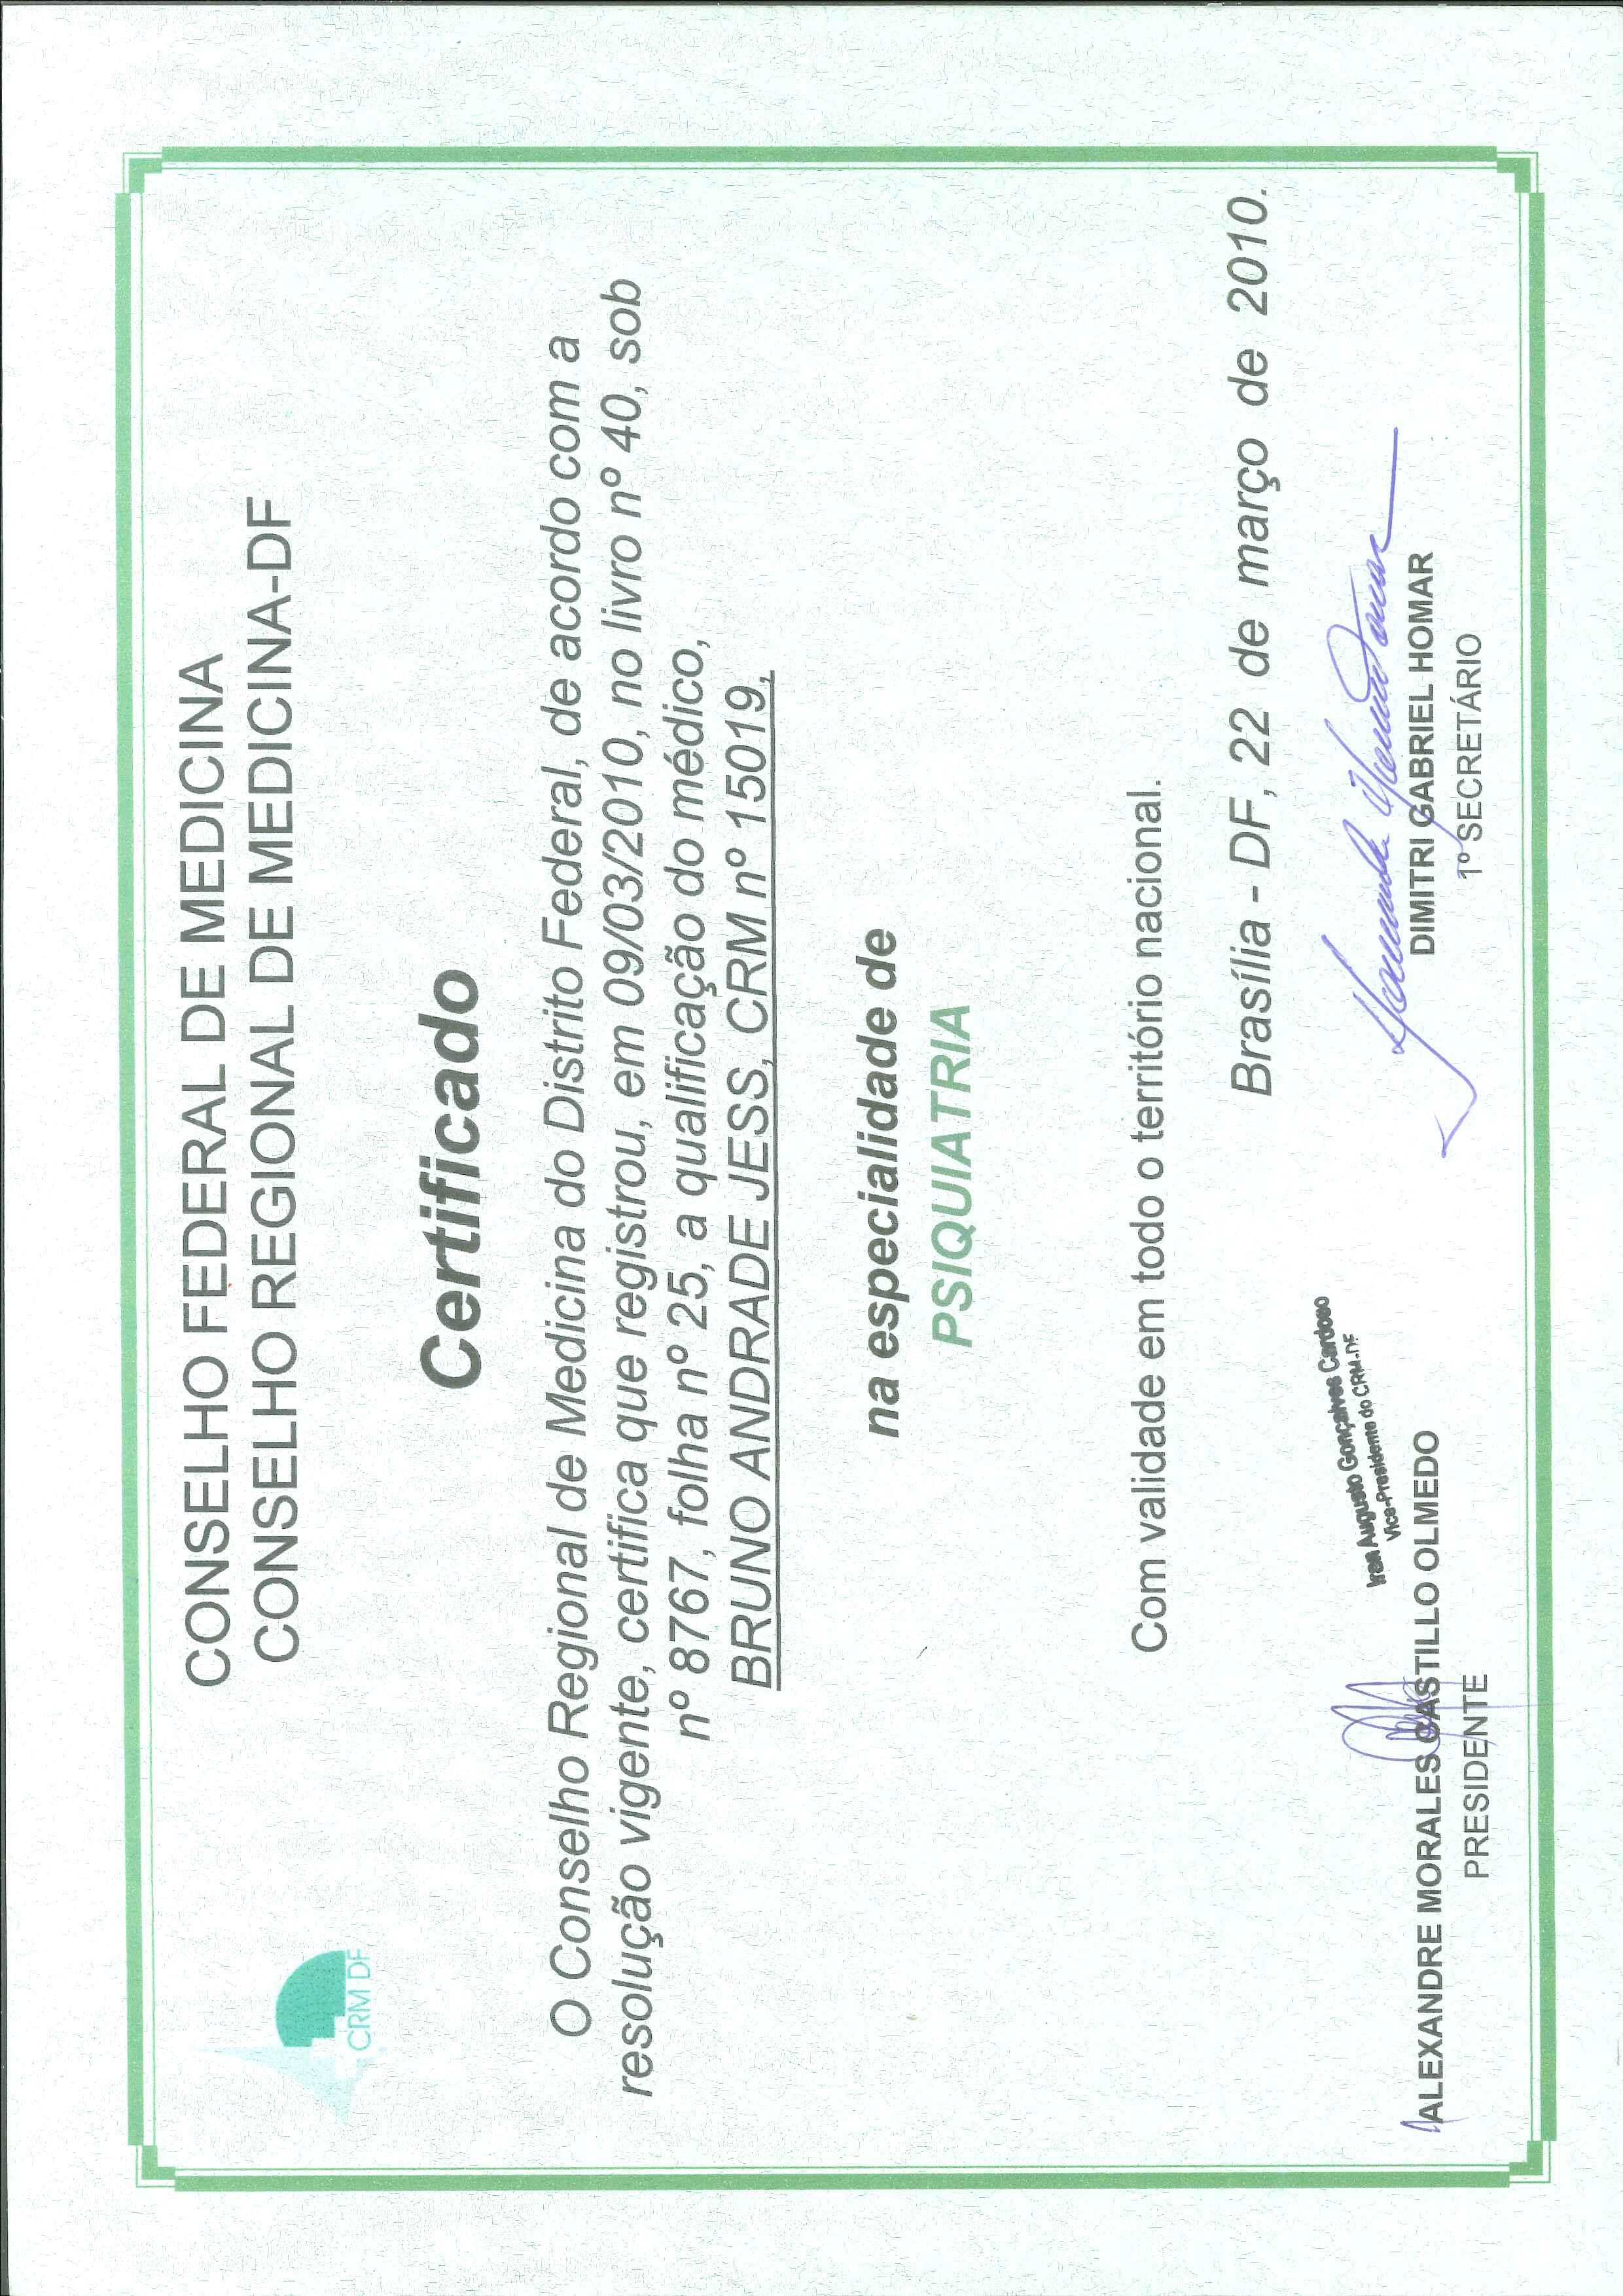 CONSELHO FEDERAL DE MEDICINA
CONSELHO REGIONAL DE MEDICINA-DF
CRM DF
Certificado
O Conselho Regional de Medicina do Distrito Federal, de acordo com a
resolução vigente, certifica que registrou, em 09/03/2010, no livro nº 40, sob
nº 8767, folha nº 25, a qualificação do médico,
BRUNO ANDRADE JESS, CRM nº 15019,
na especialidade de
PSIQUIATRIA
Com validade em todo o território nacional.
Brasília - DF, 22 de março de 2010.
Iran Augusto Gonçalves Cardoso
Vice-Presidente do CRM-DF
ALEXANDRE MORALES CASTILLO OLMEDO
PRESIDENTE
DIMITRI GABRIEL HOMAR
1º SECRETÁRIO